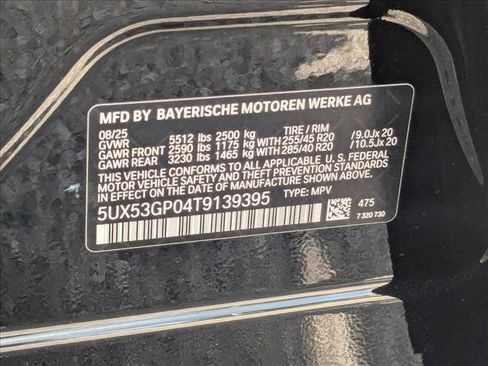 MFD BY BAYERISCHE MOTOREN WERKE AG
08/25 TIRE / RIM
GVWR 5512 lbs 2500 kg
GAWR FRONT 2590 lbs 1175 kg 255/45 R20 /9.0Jx 20
GAWR REAR 3230 lbs 1465 kg 285/40 R20 /10.5Jx 20
THIS VEHICLE CONFORMS TO ALL APPLICABLE U.S. FEDERAL
MOTOR VEHICLE SAFETY AND THEFT PREVENTION STANDARDS
IN EFFECT ON THE DATE OF MANUFACTURE SHOWN ABOVE.
5UX53GP04T9139395 TYPE: MPV
475
7 320 730